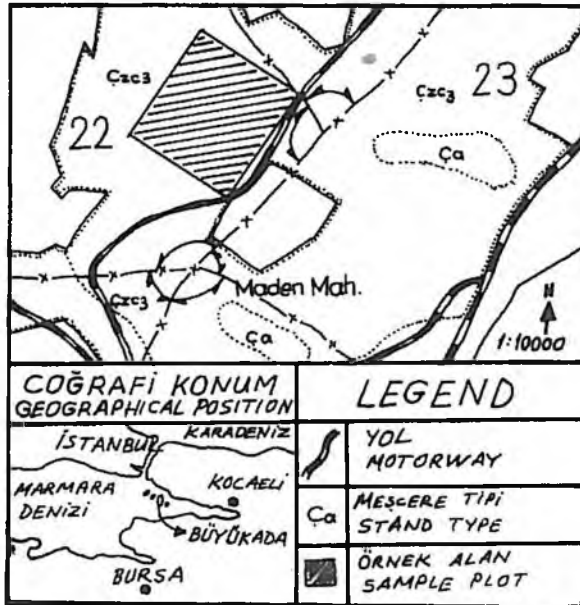 Çzc3
22
Çzc3
23
Ça
Maden Mah.
Çzc3
Ça
N
1:10000
COĞRAFİ KONUM
GEOGRAPHICAL POSITION
LEGEND
İSTANBUL
KARADENİZ
KOCAELİ
MARMARA
DENİZİ
BÜYÜKADA
BURSA
YOL
MOTORWAY
Ça
MEŞCERE TİPİ
STAND TYPE
ÖRNEK ALAN
SAMPLE PLOT